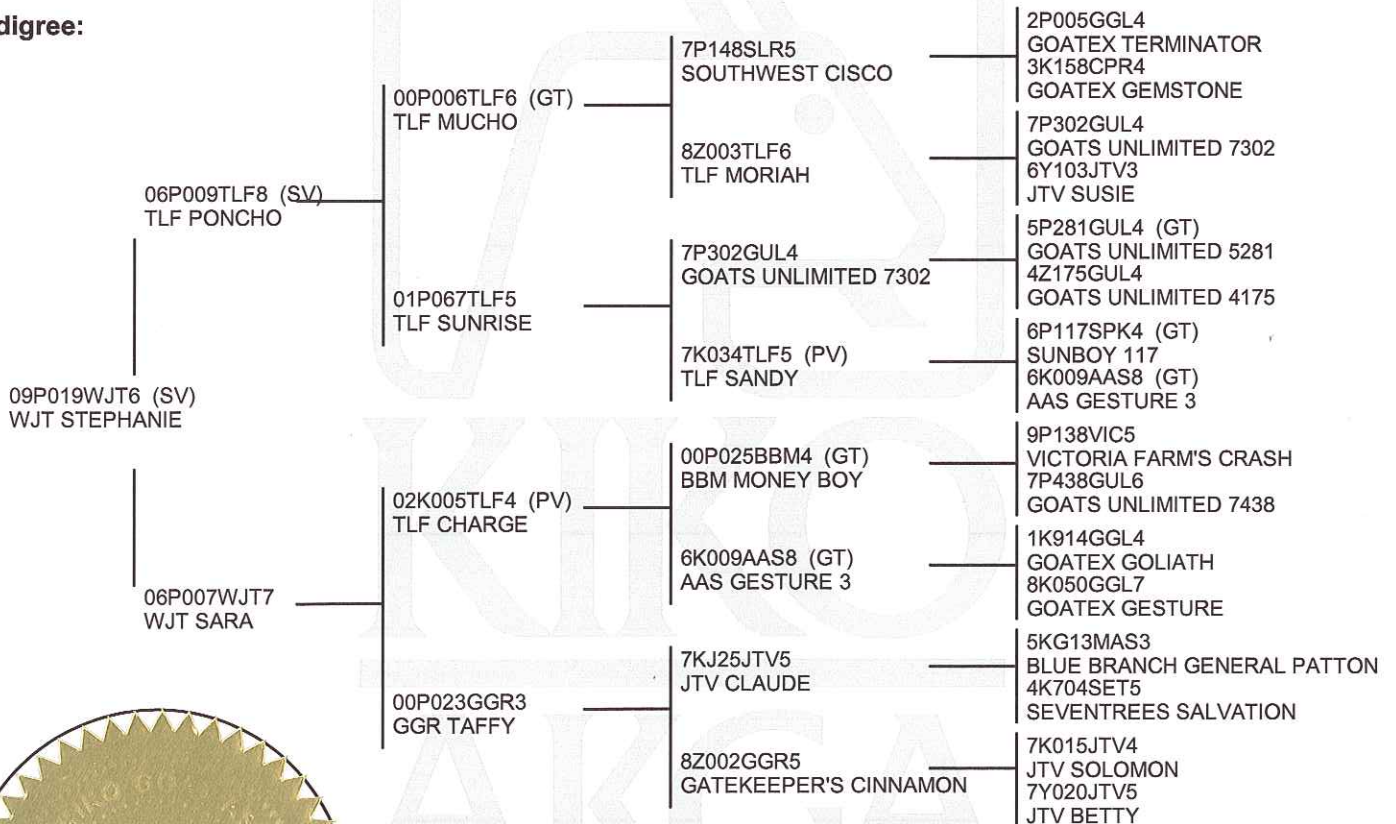 digree:
09P019WJT6 (SV)
WJT STEPHANIE
06P009TLF8 (SV)
TLF PONCHO
06P007WJT7
WJT SARA
00P006TLF6 (GT)
TLF MUCHO
01P067TLF5
TLF SUNRISE
02K005TLF4 (PV)
TLF CHARGE
00P023GGR3
GGR TAFFY
7P148SLR5
SOUTHWEST CISCO
8Z003TLF6
TLF MORIAH
7P302GUL4
GOATS UNLIMITED 7302
7K034TLF5 (PV)
TLF SANDY
00P025BBM4 (GT)
BBM MONEY BOY
6K009AAS8 (GT)
AAS GESTURE 3
7KJ25JTV5
JTV CLAUDE
8Z002GGR5
GATEKEEPER'S CINNAMON
2P005GGL4
GOATEX TERMINATOR
3K158CPR4
GOATEX GEMSTONE
7P302GUL4
GOATS UNLIMITED 7302
6Y103JTV3
JTV SUSIE
5P281GUL4 (GT)
GOATS UNLIMITED 5281
4Z175GUL4
GOATS UNLIMITED 4175
6P117SPK4 (GT)
SUNBOY 117
6K009AAS8 (GT)
AAS GESTURE 3
9P138VIC5
VICTORIA FARM'S CRASH
7P438GUL6
GOATS UNLIMITED 7438
1K914GGL4
GOATEX GOLIATH
8K050GGL7
GOATEX GESTURE
5KG13MAS3
BLUE BRANCH GENERAL PATTON
4K704SET5
SEVENTREES SALVATION
7K015JTV4
JTV SOLOMON
7Y020JTV5
JTV BETTY
KIKO
AKGA